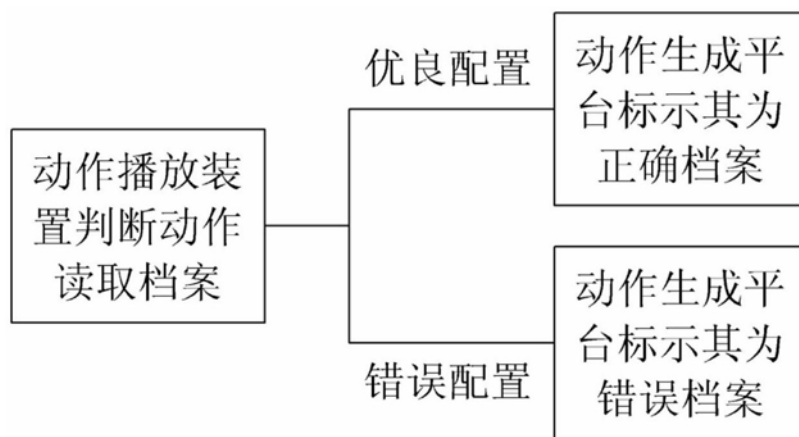 动作播放装
置判断动作
读取档案
优良配置
动作生成平
台标示其为
正确档案
错误配置
动作生成平
台标示其为
错误档案